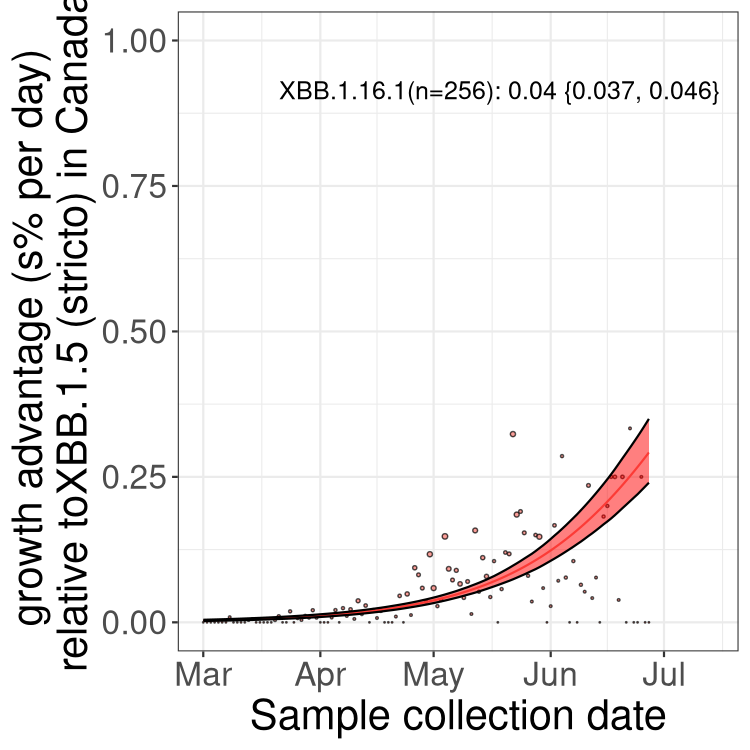 growth advantage (s% per day)
relative toXBB.1.5 (stricto) in Canada
1.00
0.75
0.50
0.25
0.00
XBB.1.16.1(n=256): 0.04 {0.037, 0.046}
Mar Apr May Jun Jul
Sample collection date